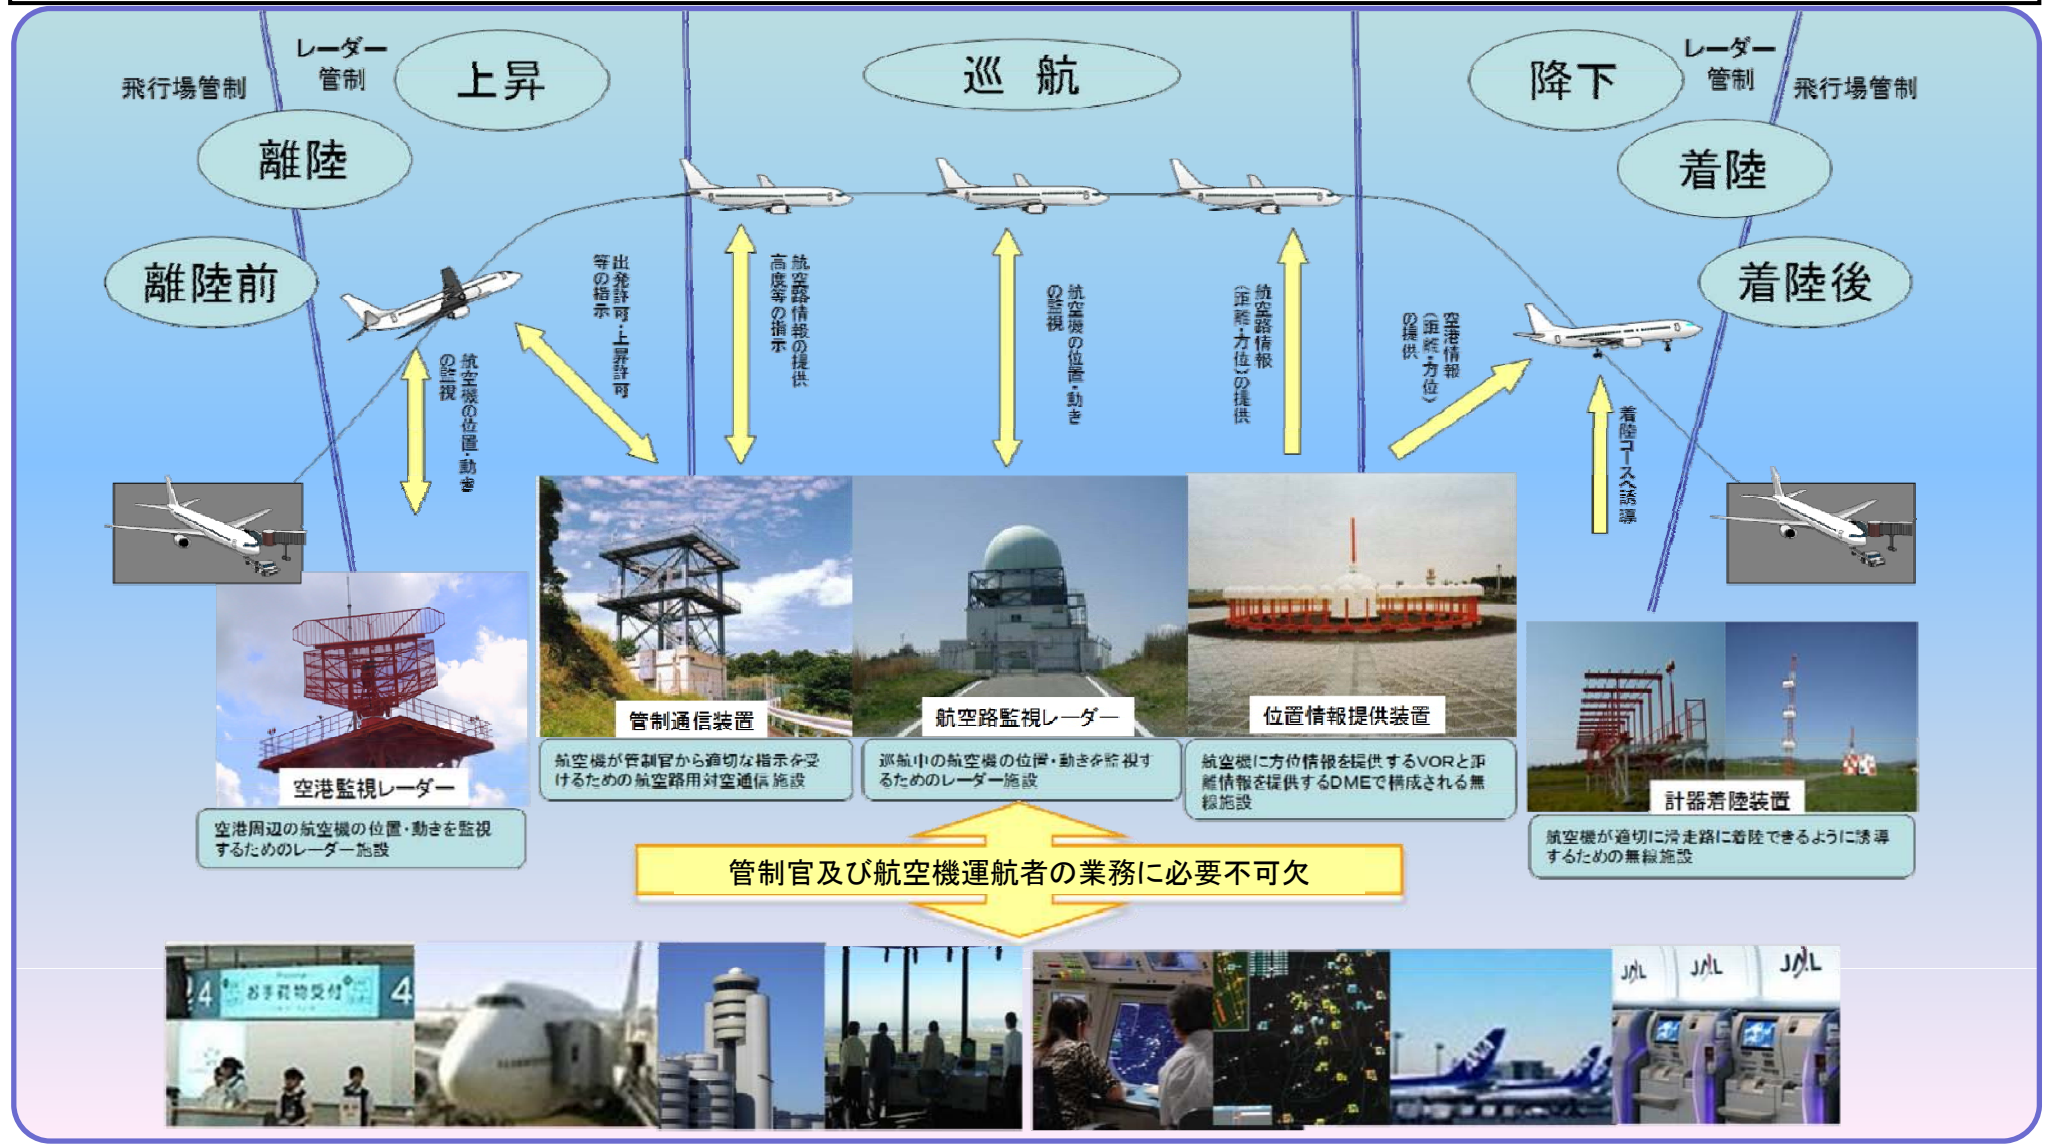 飛行場管制
レーダー
管制
上昇
巡 航
降下
レーダー
管制
飛行場管制
離陸
着陸
離陸前
着陸後
航空機の位置・動き
の監視
出発許可・上昇許可
等の指示
航空路情報の提供
高度等の指示
航空機の位置・動き
の監視
航空路情報
(距離・方位)の提供
空港情報
(距離・方位)
の提供
着陸コースへ誘導
空港監視レーダー
空港周辺の航空機の位置・動きを監視
するためのレーダー施設
管制通信装置
航空機が管制官から適切な指示を受
けるための航空路用対空通信施設
航空路監視レーダー
巡航中の航空機の位置・動きを監視す
るためのレーダー施設
位置情報提供装置
航空機に方位情報を提供するVORと距
離情報を提供するDMEで構成される無
線施設
計器着陸装置
航空機が適切に滑走路に着陸できるように誘導
するための無線施設
管制官及び航空機運航者の業務に必要不可欠
24
お手荷物受付
4
ANA
JAL
JAL
JAL